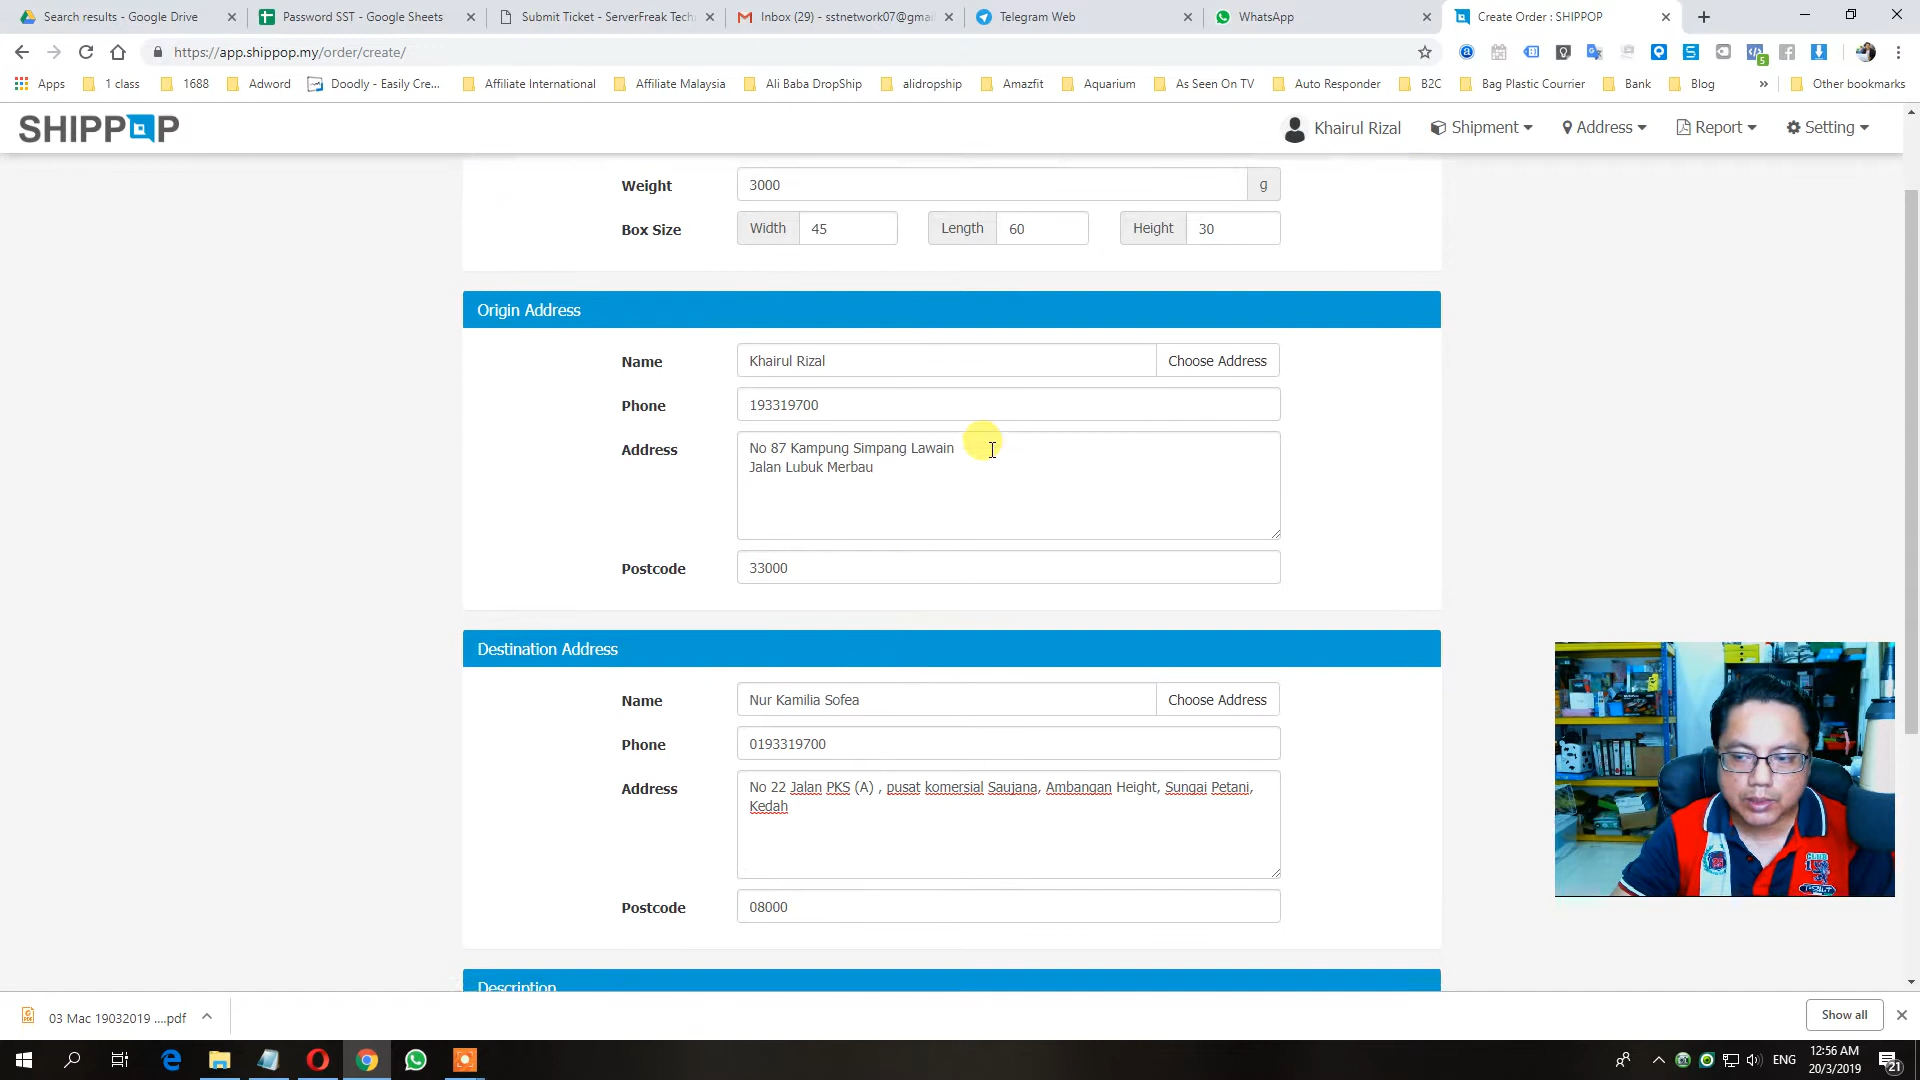 Search results - Google Drive
Password SST - Google Sheets
Submit Ticket - ServerFreak Tech
Inbox (29) - sstnetwork07@gmai
Telegram Web
WhatsApp
Create Order : SHIPPOP
https://app.shippop.my/order/create/
Apps
1 class
1688
Adword
Doodly - Easily Cre...
Affiliate International
Affiliate Malaysia
Ali Baba DropShip
alidropship
Amazfit
Aquarium
As Seen On TV
Auto Responder
B2C
Bag Plastic Courrier
Bank
Blog
»
Other bookmarks
SHIPPOP
Khairul Rizal
Shipment
Address
Report
Setting
Weight
3000
g
Box Size
Width
45
Length
60
Height
30
Origin Address
Name
Khairul Rizal
Choose Address
Phone
193319700
Address
No 87 Kampung Simpang Lawain
Jalan Lubuk Merbau
Postcode
33000
Destination Address
Name
Nur Kamilia Sofea
Choose Address
Phone
0193319700
Address
No 22 Jalan PKS (A) , pusat komersial Saujana, Ambangan Height, Sungai Petani,
Kedah
Postcode
08000
Description
03 Mac 19032019 ....pdf
Show all
ENG
12:56 AM
20/3/2019
21